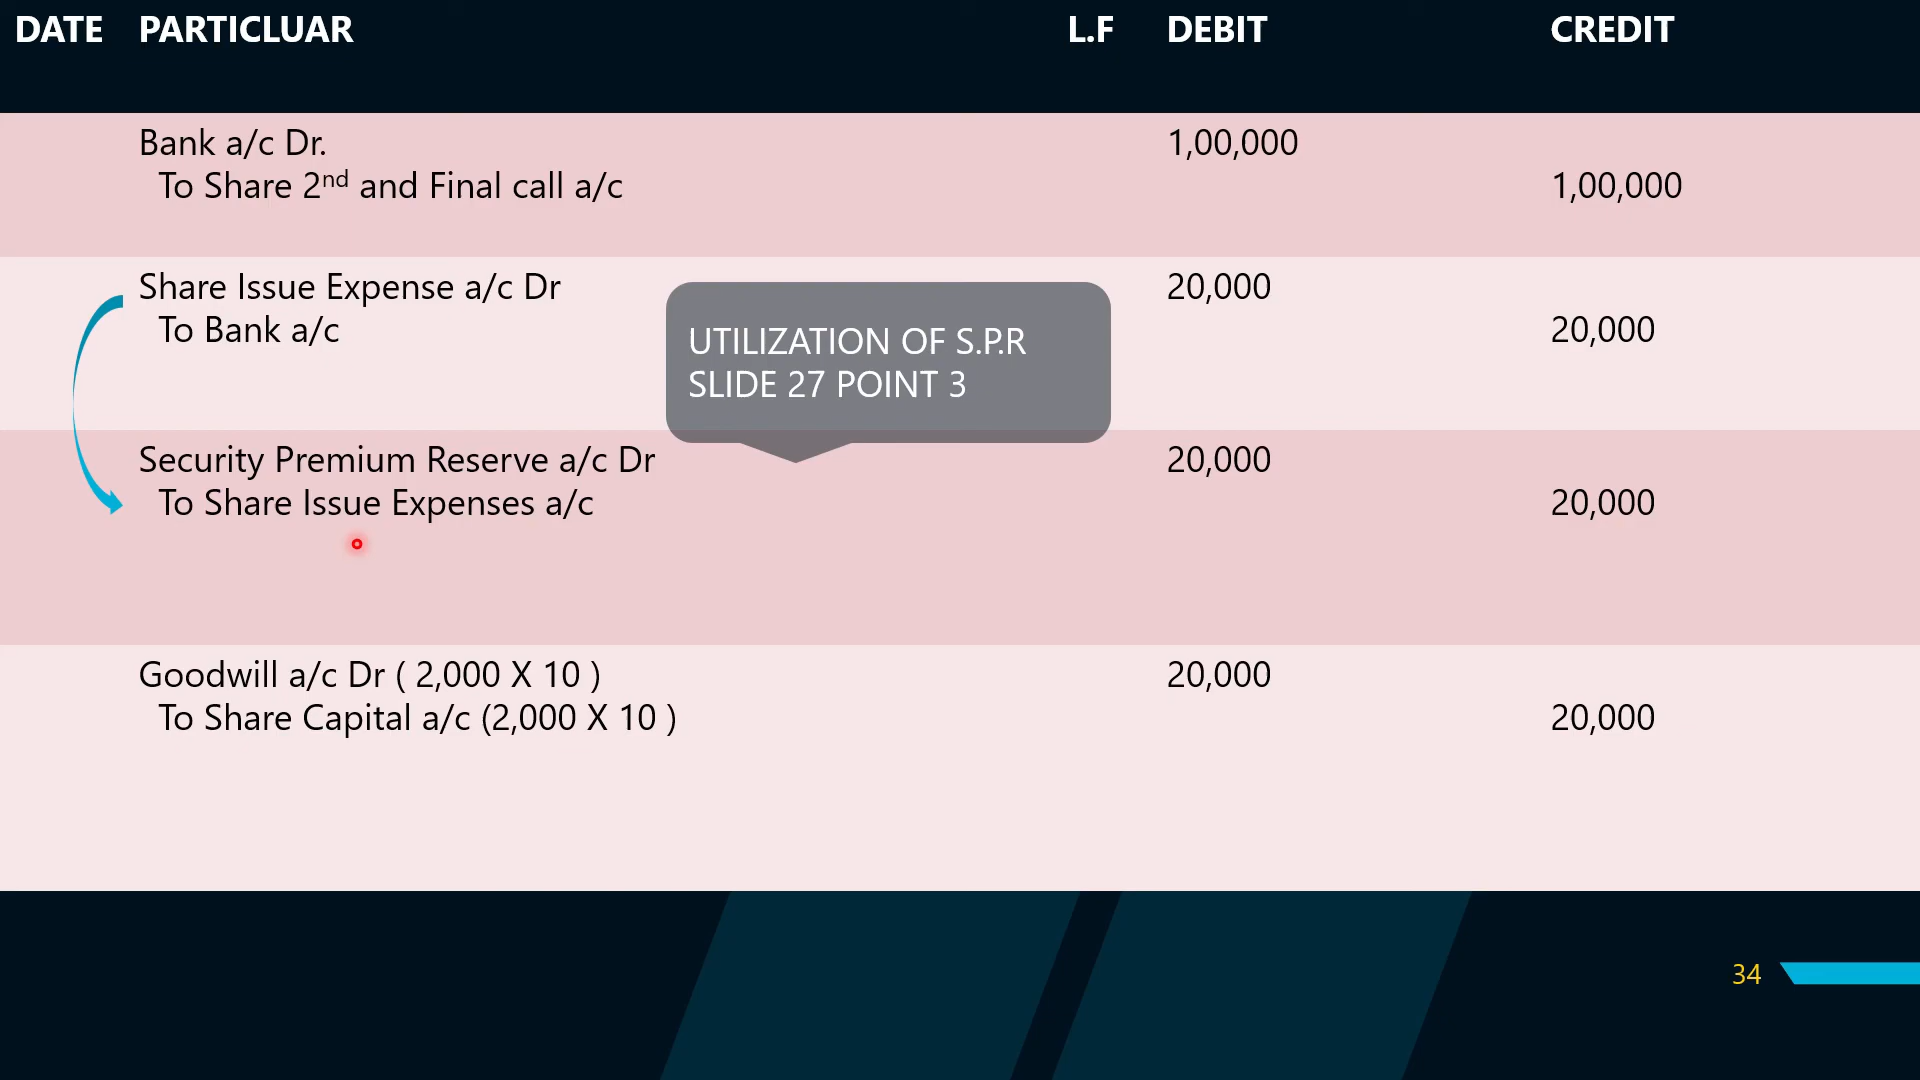 DATE PARTICLUAR L.F DEBIT CREDIT
Bank a/c Dr. 1,00,000
To Share 2nd and Final call a/c 1,00,000
Share Issue Expense a/c Dr 20,000
To Bank a/c 20,000
UTILIZATION OF S.P.R
SLIDE 27 POINT 3
Security Premium Reserve a/c Dr 20,000
To Share Issue Expenses a/c 20,000
Goodwill a/c Dr ( 2,000 X 10 ) 20,000
To Share Capital a/c (2,000 X 10 ) 20,000
34